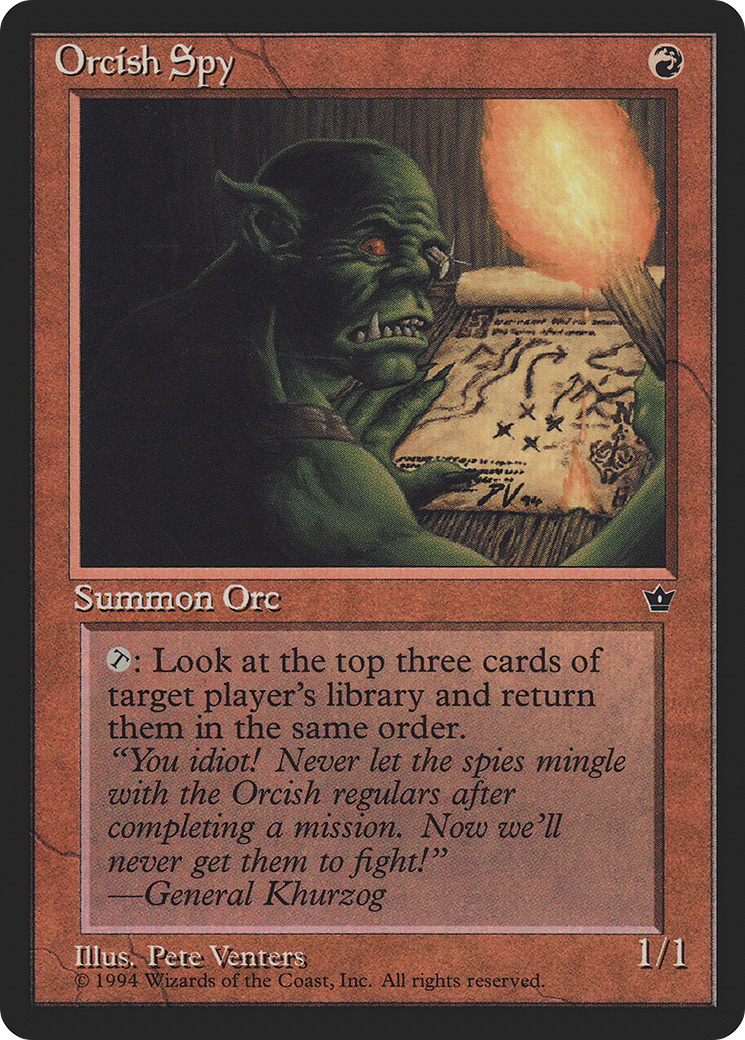 Orcish Spy
N
PV 94
Summon Orc
T: Look at the top three cards of
target player's library and return
them in the same order.
"You idiot! Never let the spies mingle
with the Orcish regulars after
completing a mission. Now we'll
never get them to fight!"
—General Khurzog
Illus. Pete Venters
1/1
© 1994 Wizards of the Coast, Inc. All rights reserved.